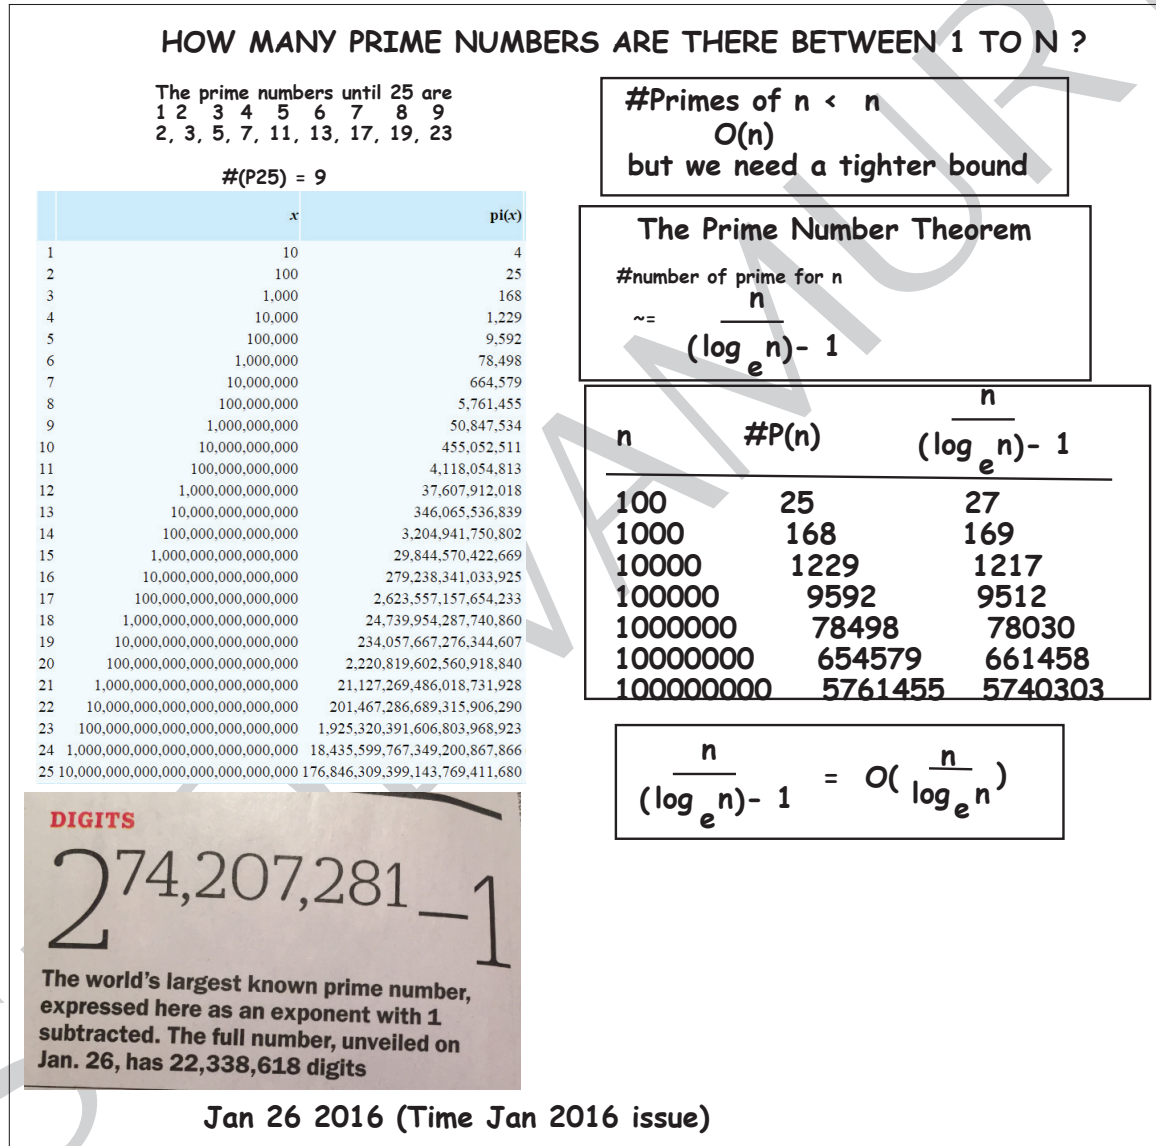 HOW MANY PRIME NUMBERS ARE THERE BETWEEN 1 TO N ?
The prime numbers until 25 are
1 2 3 4 5 6 7 8 9
2, 3, 5, 7, 11, 13, 17, 19, 23
#(P25) = 9
x pi(x)
1 10 4
2 100 25
3 1,000 168
4 10,000 1,229
5 100,000 9,592
6 1,000,000 78,498
7 10,000,000 664,579
8 100,000,000 5,761,455
9 1,000,000,000 50,847,534
10 10,000,000,000 455,052,511
11 100,000,000,000 4,118,054,813
12 1,000,000,000,000 37,607,912,018
13 10,000,000,000,000 346,065,536,839
14 100,000,000,000,000 3,204,941,750,802
15 1,000,000,000,000,000 29,844,570,422,669
16 10,000,000,000,000,000 279,238,341,033,925
17 100,000,000,000,000,000 2,623,557,157,654,233
18 1,000,000,000,000,000,000 24,739,954,287,740,860
19 10,000,000,000,000,000,000 234,057,667,276,344,607
20 100,000,000,000,000,000,000 2,220,819,602,560,918,840
21 1,000,000,000,000,000,000,000 21,127,269,486,018,731,928
22 10,000,000,000,000,000,000,000 201,467,286,689,315,906,290
23 100,000,000,000,000,000,000,000 1,925,320,391,606,803,968,923
24 1,000,000,000,000,000,000,000,000 18,435,599,767,349,200,867,866
25 10,000,000,000,000,000,000,000,000 176,846,309,399,143,769,411,680
DIGITS
2^74,207,281 – 1
The world's largest known prime number,
expressed here as an exponent with 1
subtracted. The full number, unveiled on
Jan. 26, has 22,338,618 digits
Jan 26 2016 (Time Jan 2016 issue)
#Primes of n < n
O(n)
but we need a tighter bound
The Prime Number Theorem
#number of prime for n
n
~=
(log e n)- 1
n
n #P(n) (log e n)- 1
100 25 27
1000 168 169
10000 1229 1217
100000 9592 9512
1000000 78498 78030
10000000 654579 661458
100000000 5761455 5740303
n n
= O( )
(log e n)- 1 log e n